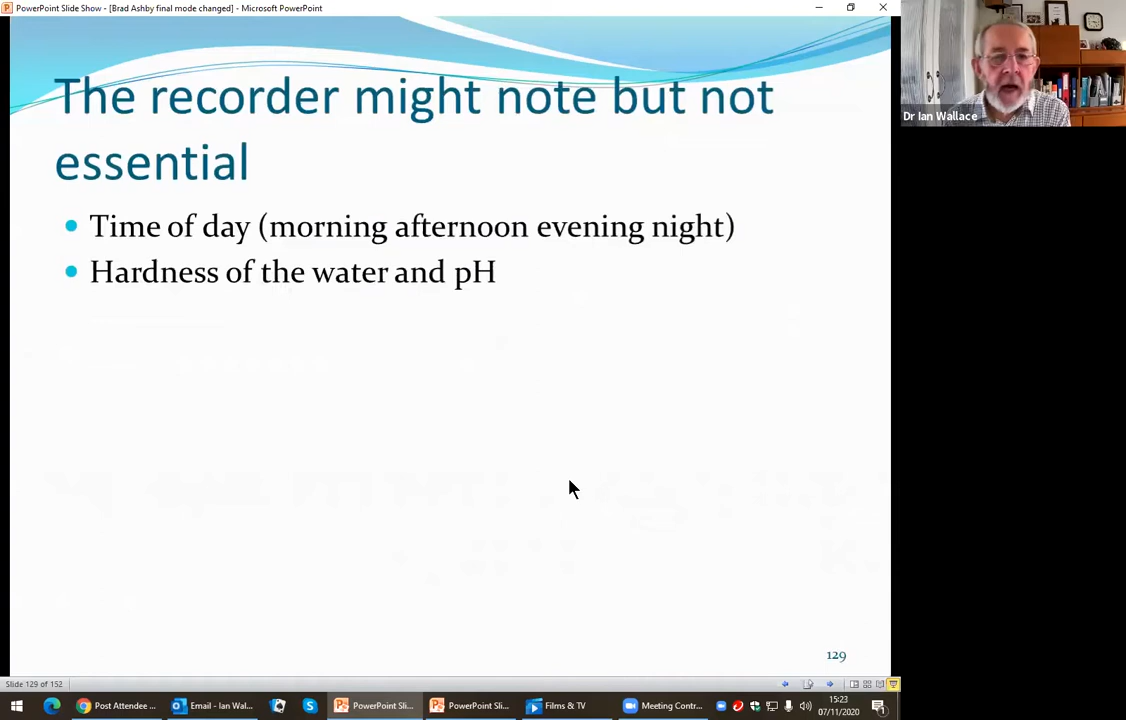 PowerPoint Slide Show - [Brad Ashby final mode changed] - Microsoft PowerPoint
The recorder might note but not
essential
• Time of day (morning afternoon evening night)
• Hardness of the water and pH
129
Dr Ian Wallace
Slide 129 of 152
Post Attendee ...
Email - Ian Wal...
PowerPoint Sli...
PowerPoint Sli...
Films & TV
Meeting Contr...
15:23
07/11/2020